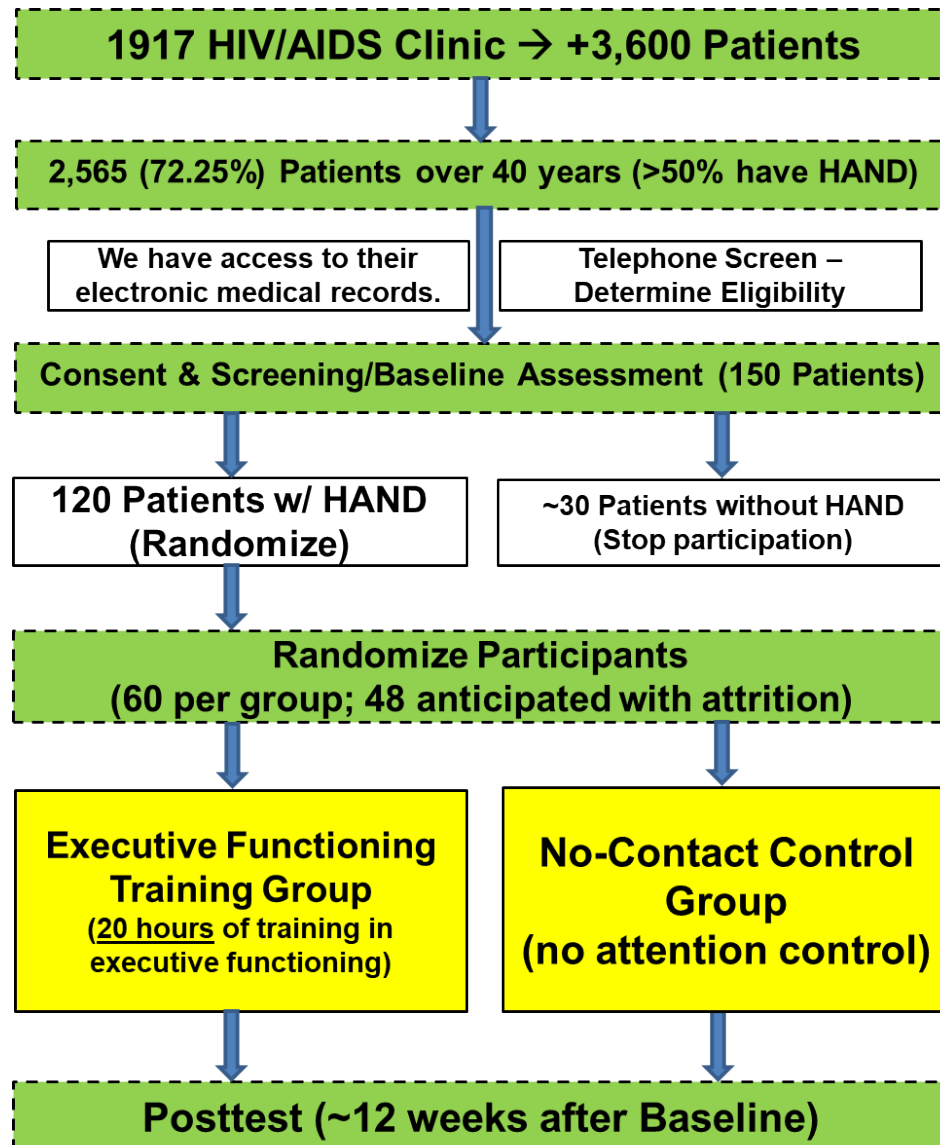 1917 HIV/AIDS Clinic → +3,600 Patients
2,565 (72.25%) Patients over 40 years (>50% have HAND)
We have access to their
electronic medical records.
Telephone Screen –
Determine Eligibility
Consent & Screening/Baseline Assessment (150 Patients)
120 Patients w/ HAND
(Randomize)
~30 Patients without HAND
(Stop participation)
Randomize Participants
(60 per group; 48 anticipated with attrition)
Executive Functioning
Training Group
(20 hours of training in
executive functioning)
No-Contact Control
Group
(no attention control)
Posttest (~12 weeks after Baseline)